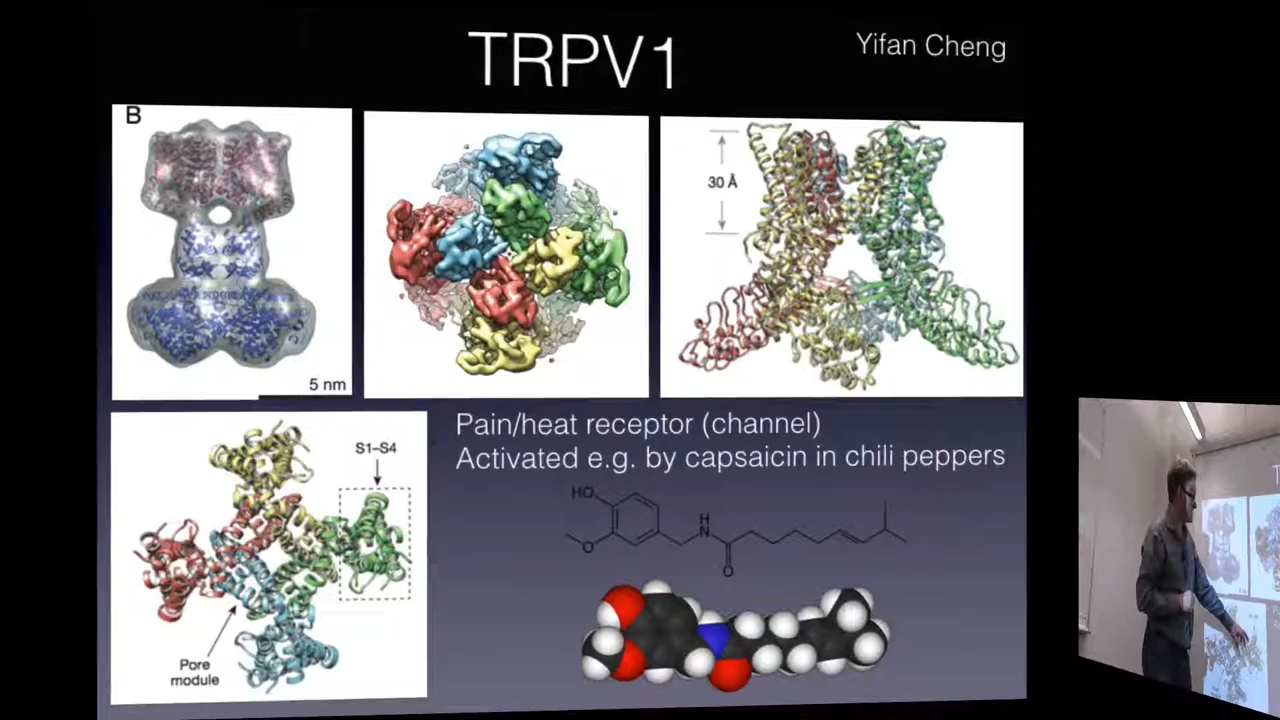 TRPV1
Yifan Cheng
B
5 nm
30 Å
S1–S4
Pore
module
Pain/heat receptor (channel)
Activated e.g. by capsaicin in chili peppers
HO
O
H
N
O